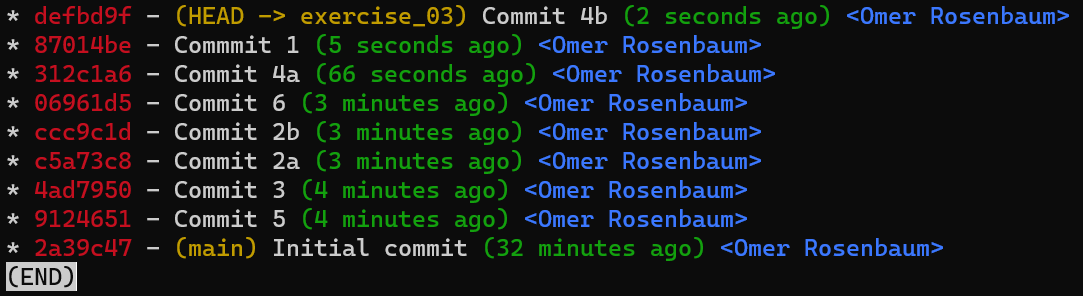 * defbd9f - (HEAD -> exercise_03) Commit 4b (2 seconds ago) <Omer Rosenbaum>
* 87014be - Commmit 1 (5 seconds ago) <Omer Rosenbaum>
* 312c1a6 - Commit 4a (66 seconds ago) <Omer Rosenbaum>
* 06961d5 - Commit 6 (3 minutes ago) <Omer Rosenbaum>
* ccc9c1d - Commit 2b (3 minutes ago) <Omer Rosenbaum>
* c5a73c8 - Commit 2a (3 minutes ago) <Omer Rosenbaum>
* 4ad7950 - Commit 3 (4 minutes ago) <Omer Rosenbaum>
* 9124651 - Commit 5 (4 minutes ago) <Omer Rosenbaum>
* 2a39c47 - (main) Initial commit (32 minutes ago) <Omer Rosenbaum>
(END)